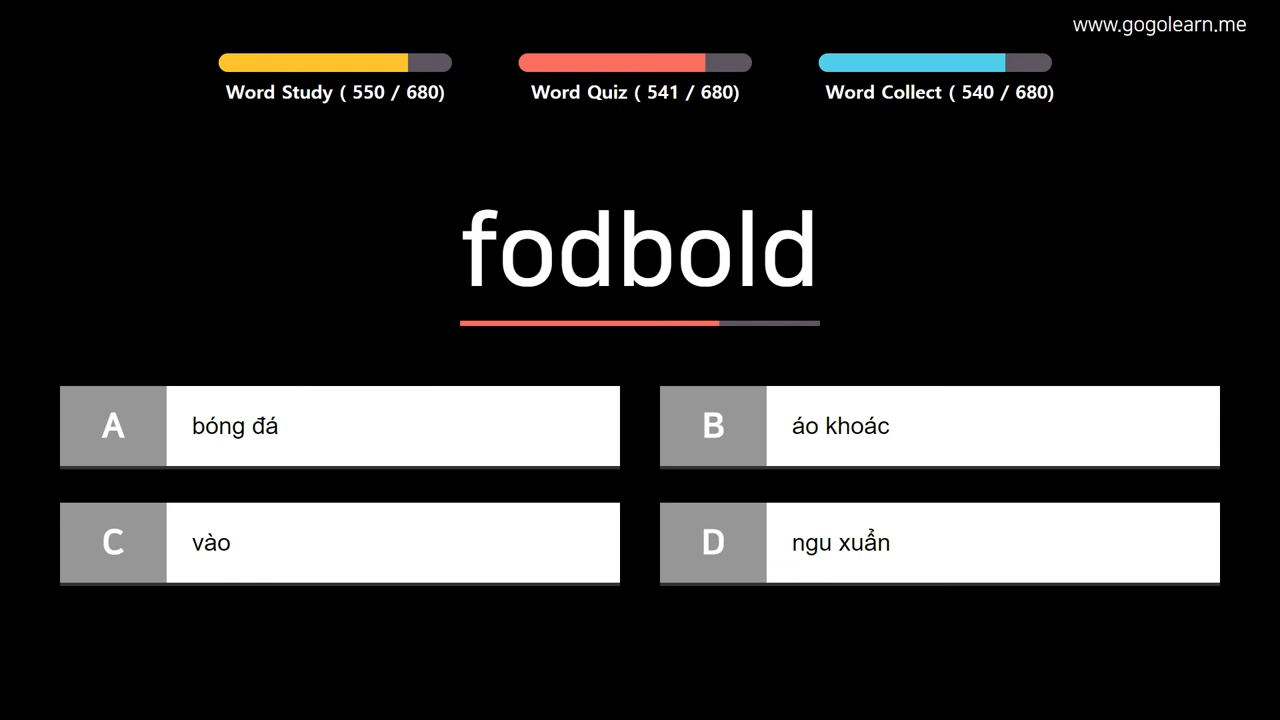 www.gogolearn.me
Word Study ( 550 / 680)
Word Quiz ( 541 / 680)
Word Collect ( 540 / 680)
fodbold
A
bóng đá
B
áo khoác
C
vào
D
ngu xuẩn